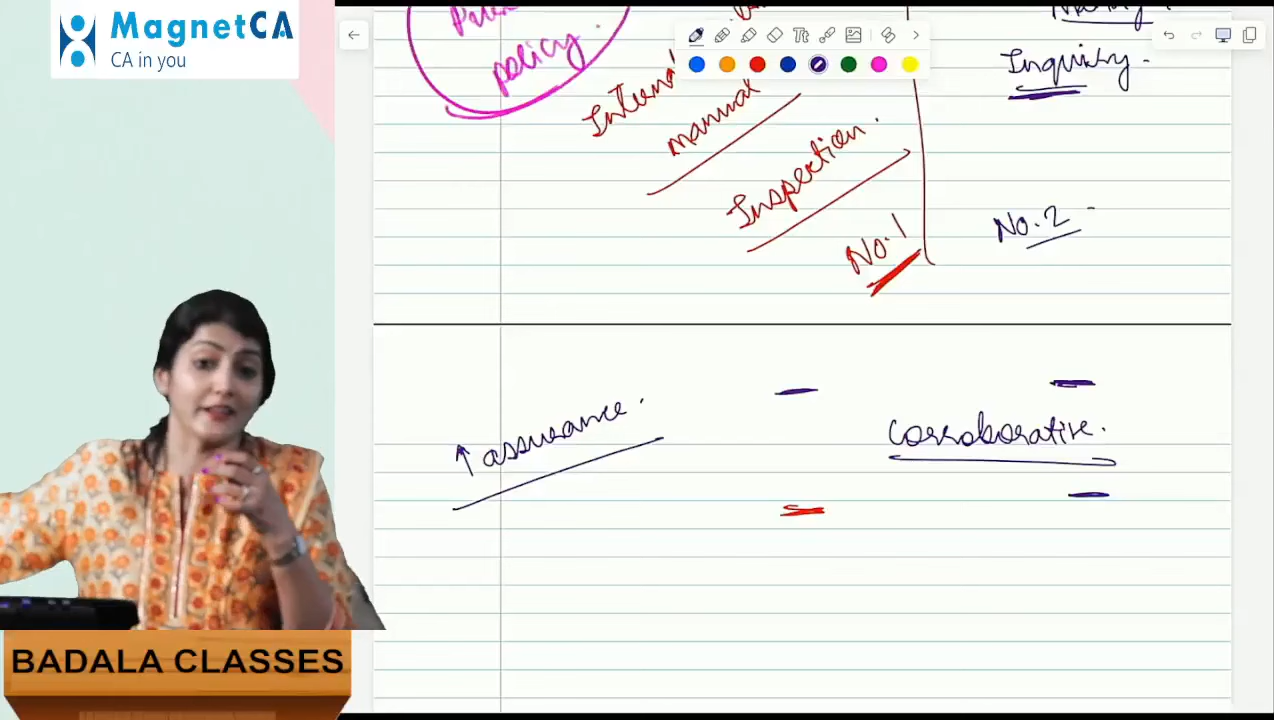 MagnetCA
CA in you
policy
Internal
manual
Inspection.
No.1
Inquiry.
No.2
↑ assurance.
corroborative.
BADALA CLASSES